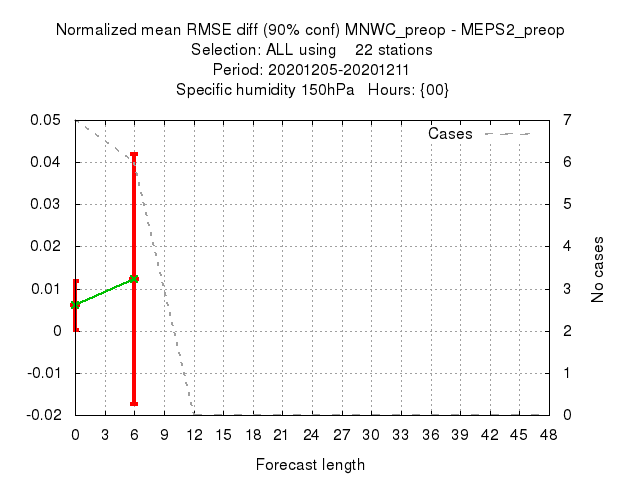 Normalized mean RMSE diff (90% conf) MNWC_preop - MEPS2_preop
Selection: ALL using 22 stations
Period: 20201205-20201211
Specific humidity 150hPa Hours: {00}
Cases
0.05
0.04
0.03
0.02
0.01
0
-0.01
-0.02
7
6
5
4
3
2
1
0
No cases
0 3 6 9 12 15 18 21 24 27 30 33 36 39 42 45 48
Forecast length